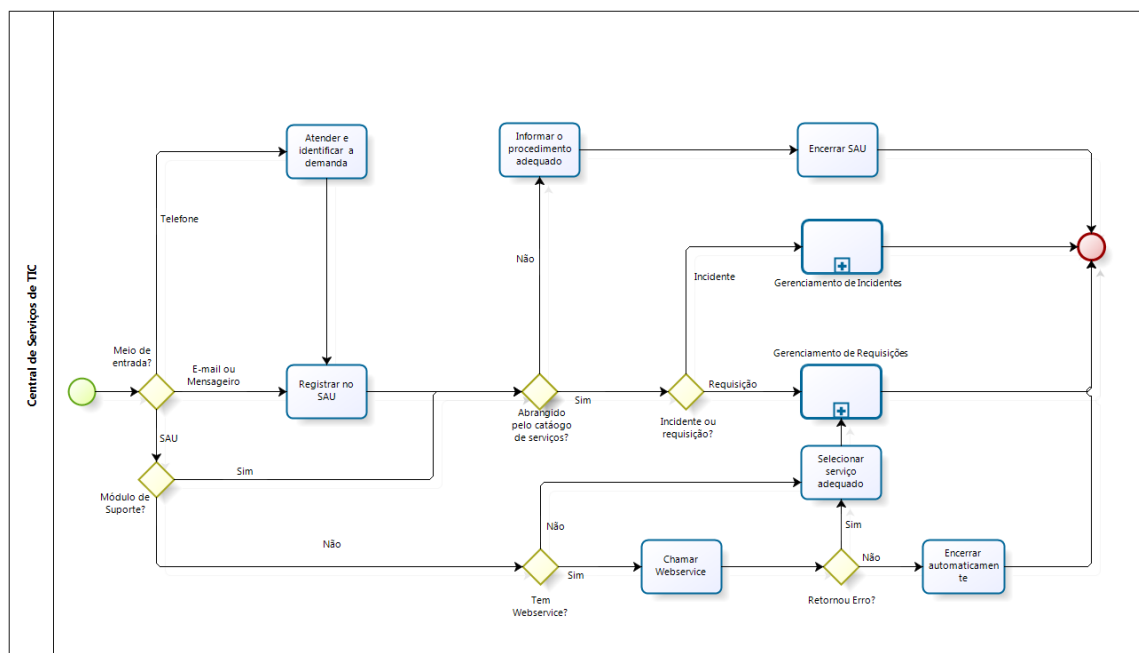 Central de Serviços de TIC
Atender e
identificar a
demanda
Informar o
procedimento
adequado
Encerrar SAU
Telefone
Não
Incidente
Gerenciamento de Incidentes
Meio de
entrada?
E-mail ou
Mensageiro
Registrar no
SAU
Gerenciamento de Requisições
Sim
Requisição
Abrangido
pelo catáogo
de serviços?
Incidente ou
requisição?
SAU
Sim
Módulo de
Suporte?
Selecionar
serviço
adequado
Não
Não
Sim
Chamar
Webservice
Sim
Não
Encerrar
automaticame
nte
Tem
Webservice?
Retornou Erro?